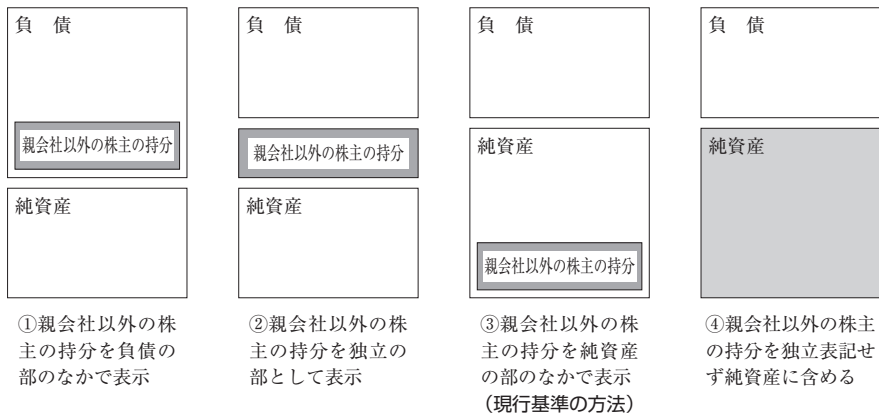 負　債
親会社以外の株主の持分
純資産
①親会社以外の株
主の持分を負債の
部のなかで表示
負　債
親会社以外の株主の持分
純資産
②親会社以外の株
主の持分を独立の
部として表示
負　債
純資産
親会社以外の株主の持分
③親会社以外の株
主の持分を純資産
の部のなかで表示
（現行基準の方法）
負　債
純資産
④親会社以外の株主
の持分を独立表記せ
ず純資産に含める